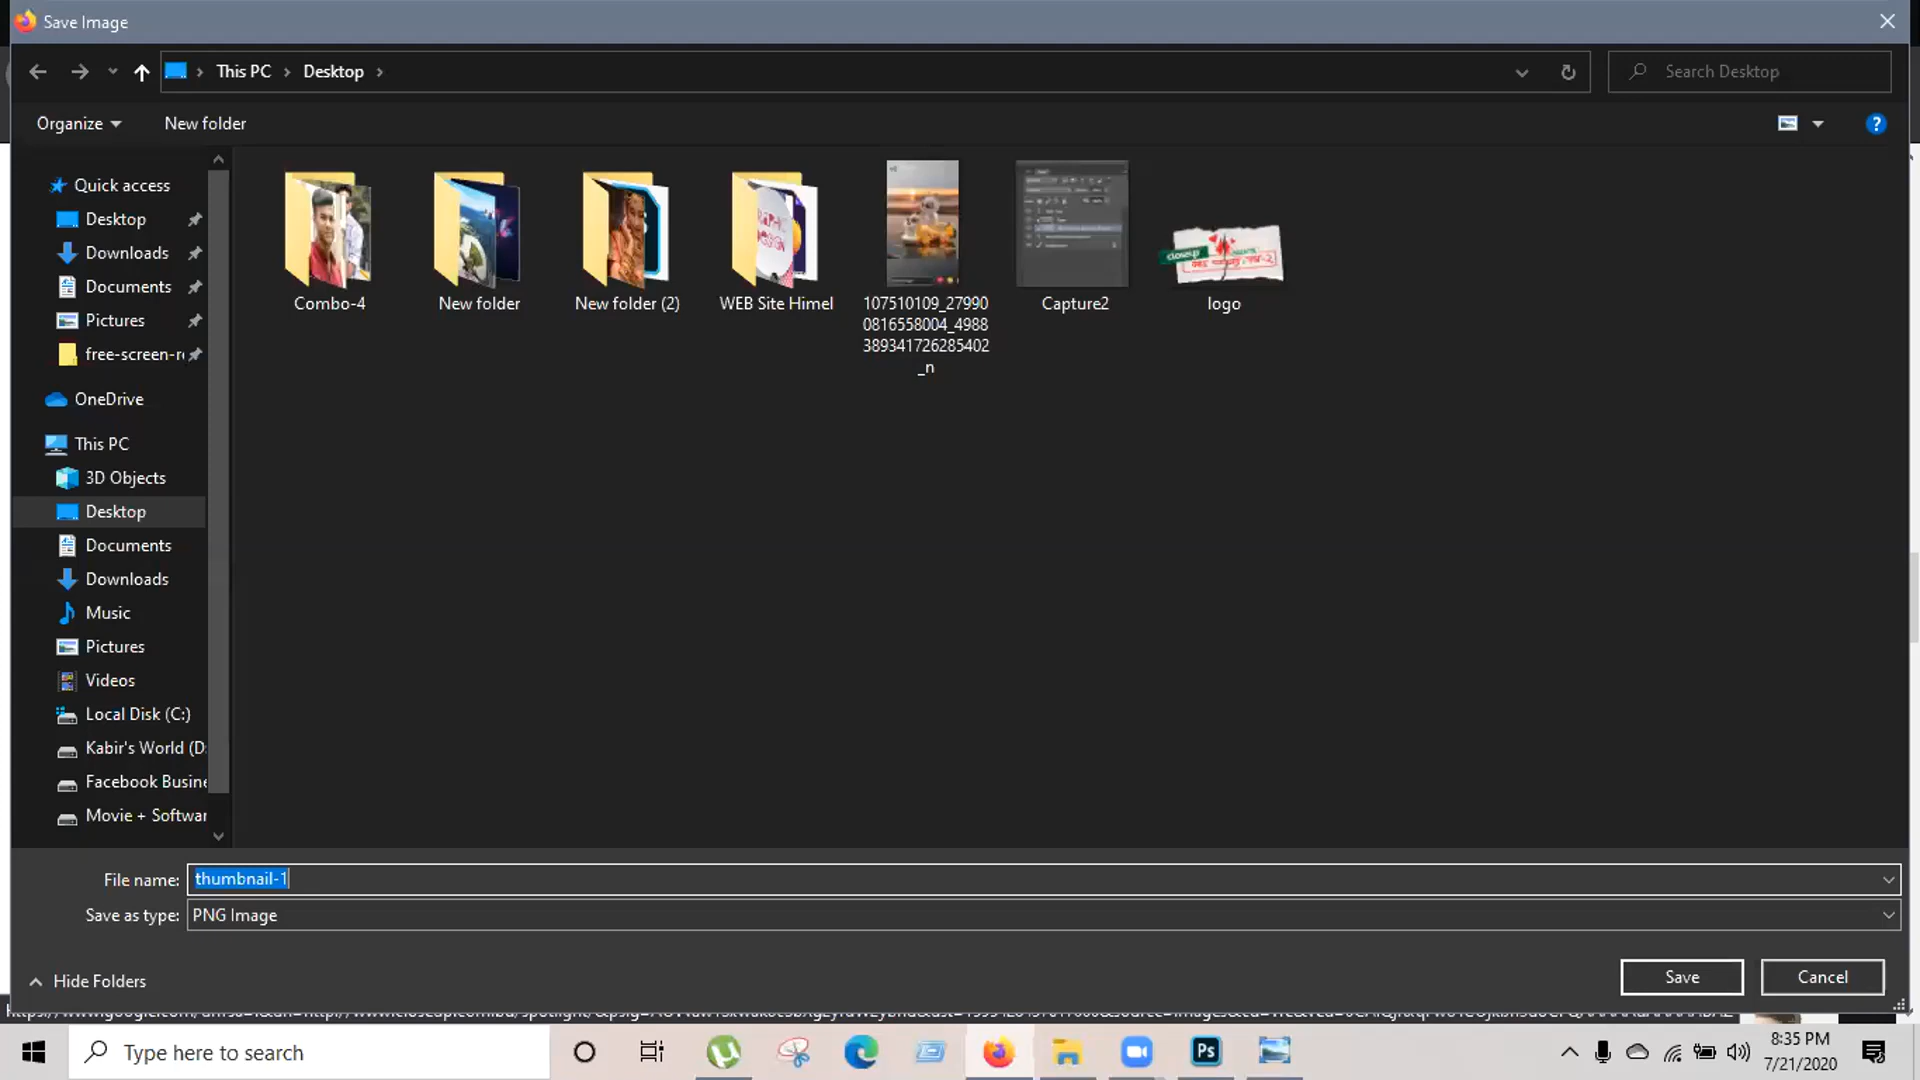 Save Image
This PC
Desktop
Search Desktop
Organize
New folder
Quick access
Desktop
Downloads
Documents
Pictures
free-screen-re
OneDrive
This PC
3D Objects
Desktop
Documents
Downloads
Music
Pictures
Videos
Local Disk (C:)
Kabir's World (D:
Facebook Busine
Movie + Softwar
Combo-4
New folder
New folder (2)
WEB Site Himel
107510109_27990
0816558004_4988
389341726285402
_n
Capture2
logo
File name:
thumbnail-1
Save as type:
PNG Image
Hide Folders
Save
Cancel
Type here to search
Ps
8:35 PM
7/21/2020